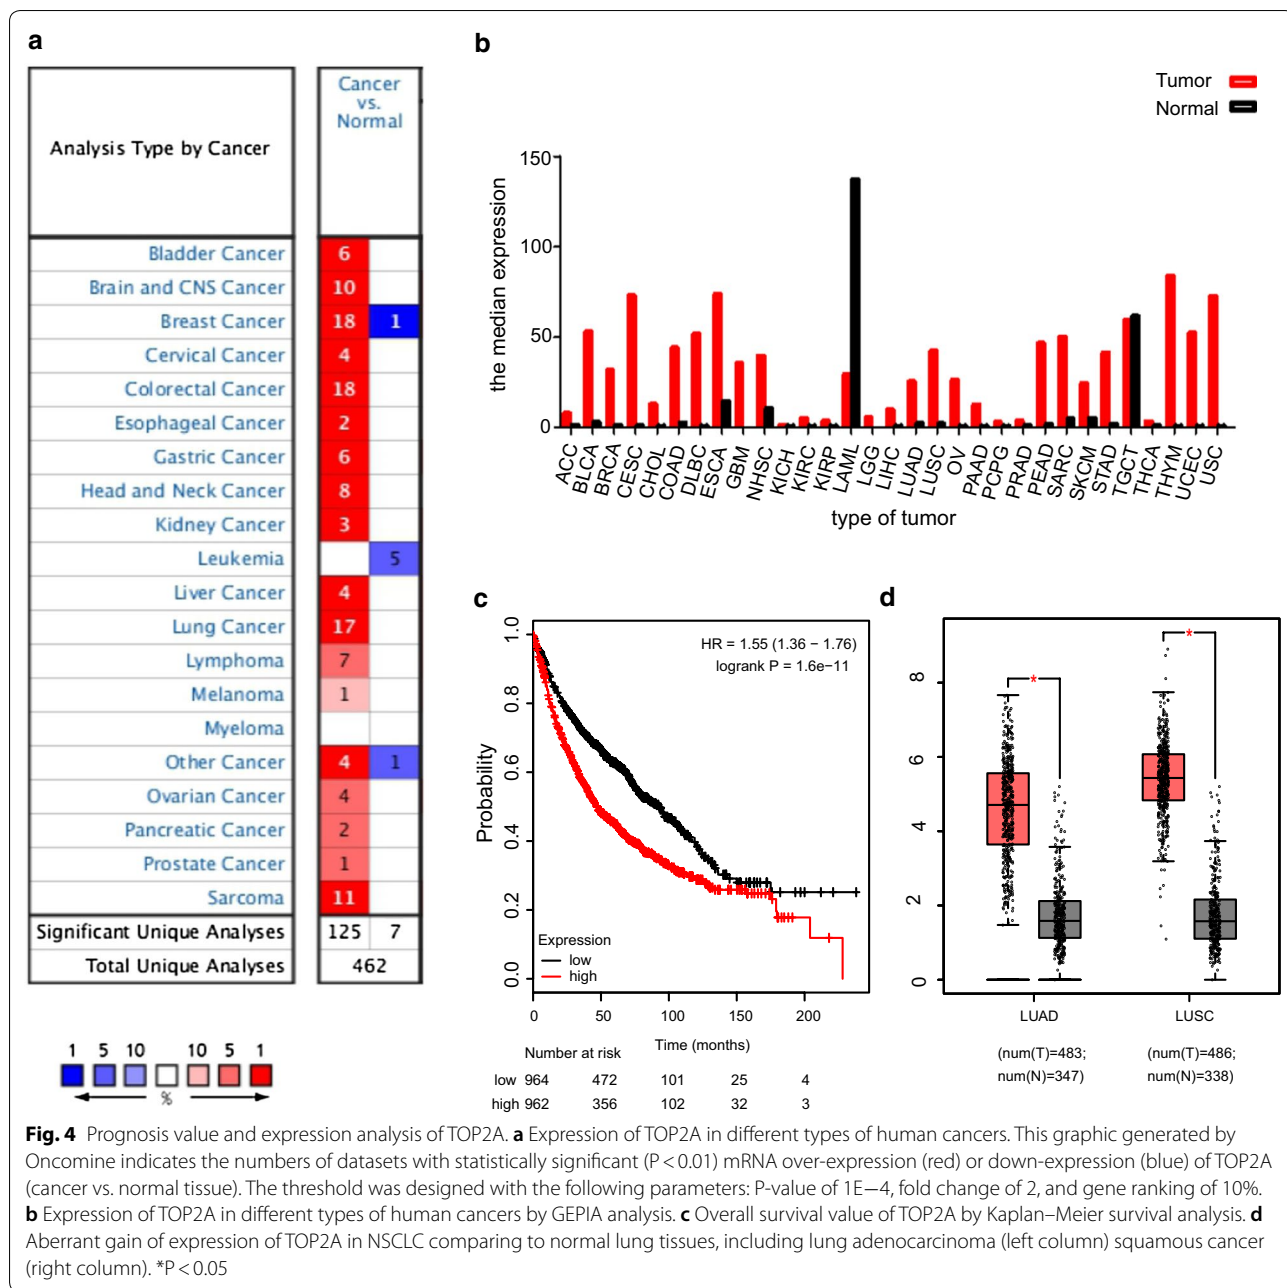 a
Analysis Type by Cancer
Cancer
vs.
Normal
Bladder Cancer 6
Brain and CNS Cancer 10
Breast Cancer 18 1
Cervical Cancer 4
Colorectal Cancer 18
Esophageal Cancer 2
Gastric Cancer 6
Head and Neck Cancer 8
Kidney Cancer 3
Leukemia 5
Liver Cancer 4
Lung Cancer 17
Lymphoma 7
Melanoma 1
Myeloma
Other Cancer 4 1
Ovarian Cancer 4
Pancreatic Cancer 2
Prostate Cancer 1
Sarcoma 11
Significant Unique Analyses 125 7
Total Unique Analyses 462
1 5 10 10 5 1
%
b
Tumor
Normal
the median expression
150
100
50
0
ACC BLCA BRCA CESC CHOL COAD DLBC ESCA GBM NHSC KICH KIRC KIRP LAML LGG LIHC LUAD LUSC OV PAAD PCPG PRAD PEAD SARC SKCM STAD TGCT THCA THYM UCEC USC
type of tumor
c
Probability
1.0
0.8
0.6
0.4
0.2
0.0
HR = 1.55 (1.36 − 1.76)
logrank P = 1.6e−11
Expression
low
high
0 50 100 150 200
Time (months)
Number at risk
low 964 472 101 25 4
high 962 356 102 32 3
d
8
6
4
2
0
*
*
LUAD LUSC
(num(T)=483; (num(T)=486;
num(N)=347) num(N)=338)
Fig. 4 Prognosis value and expression analysis of TOP2A. a Expression of TOP2A in different types of human cancers. This graphic generated by
Oncomine indicates the numbers of datasets with statistically significant (P < 0.01) mRNA over-expression (red) or down-expression (blue) of TOP2A
(cancer vs. normal tissue). The threshold was designed with the following parameters: P-value of 1E−4, fold change of 2, and gene ranking of 10%.
b Expression of TOP2A in different types of human cancers by GEPIA analysis. c Overall survival value of TOP2A by Kaplan–Meier survival analysis. d
Aberrant gain of expression of TOP2A in NSCLC comparing to normal lung tissues, including lung adenocarcinoma (left column) squamous cancer
(right column). *P < 0.05